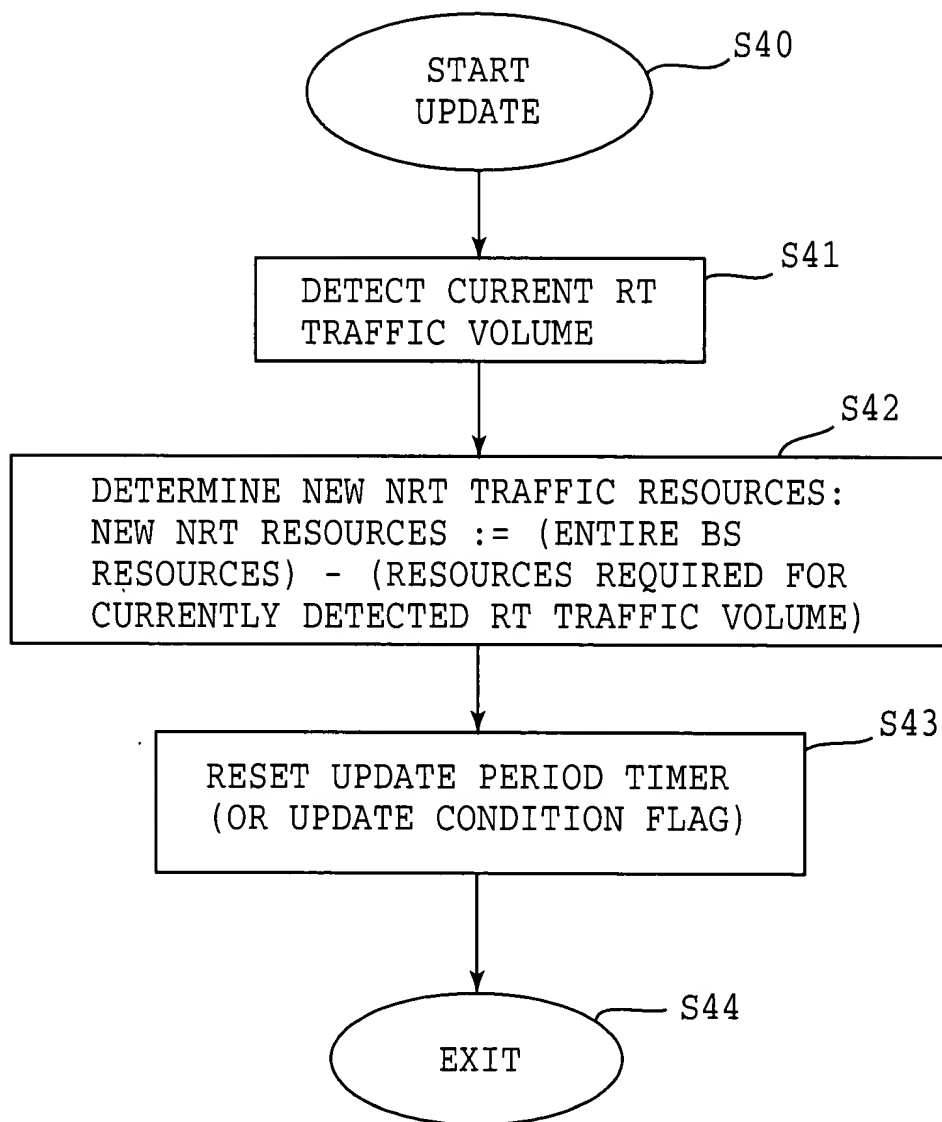 S40
START
UPDATE
S41
DETECT CURRENT RT
TRAFFIC VOLUME
S42
DETERMINE NEW NRT TRAFFIC RESOURCES:
NEW NRT RESOURCES := (ENTIRE BS
RESOURCES) - (RESOURCES REQUIRED FOR
CURRENTLY DETECTED RT TRAFFIC VOLUME)
S43
RESET UPDATE PERIOD TIMER
(OR UPDATE CONDITION FLAG)
S44
EXIT